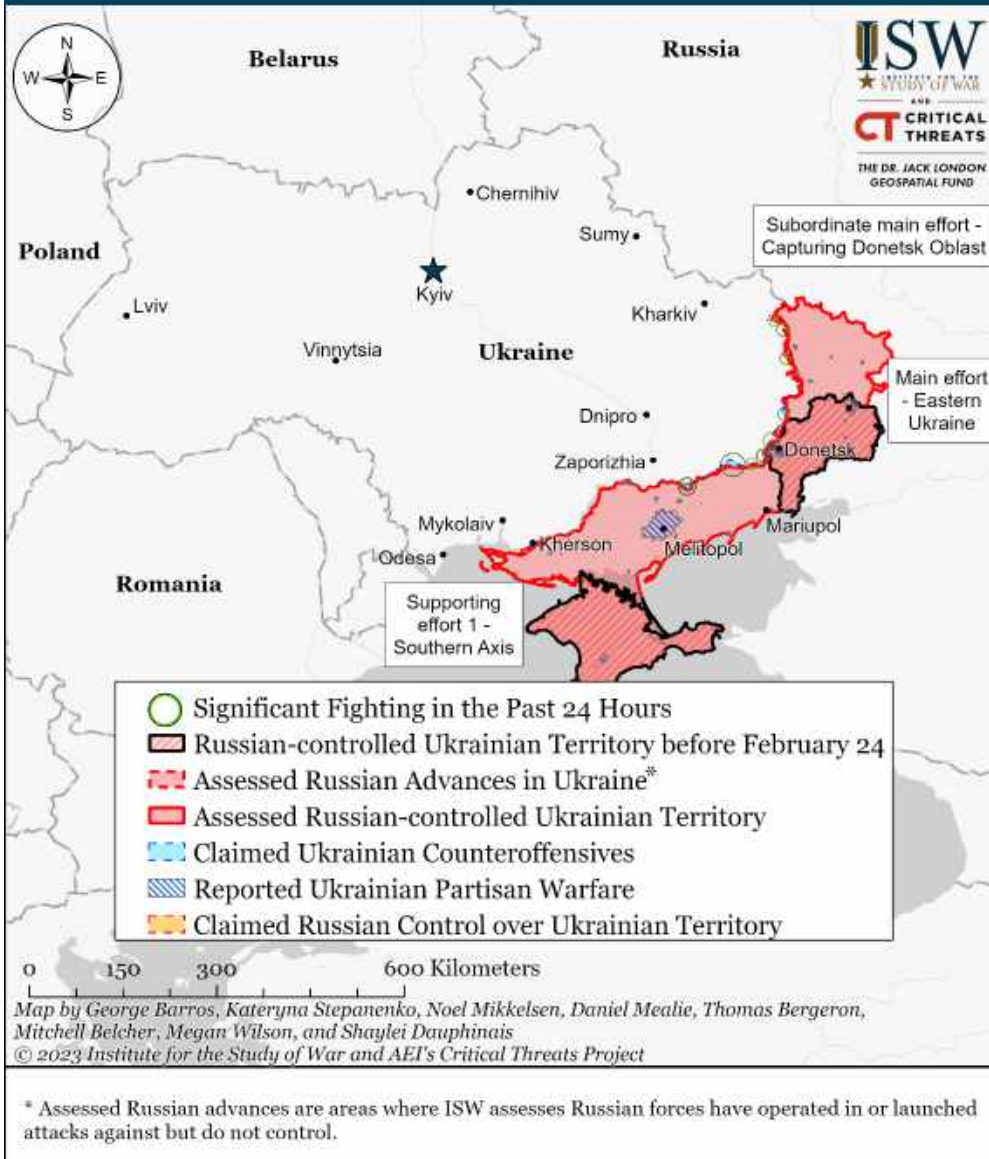 N
W
E
S
Belarus
Russia
ISW
INSTITUTE FOR THE
STUDY OF WAR
AND
CT CRITICAL
THREATS
THE DR. JACK LONDON
GEOSPATIAL FUND
Chernihiv
Subordinate main effort -
Capturing Donetsk Oblast
Sumy
Poland
Kyiv
Lviv
Kharkiv
Vinnytsia
Ukraine
Main effort
- Eastern
Ukraine
Dnipro
Donetsk
Zaporizhia
Mykolaiv
Mariupol
Kherson
Melitopol
Odesa
Romania
Supporting
effort 1 -
Southern Axis
Significant Fighting in the Past 24 Hours
Russian-controlled Ukrainian Territory before February 24
Assessed Russian Advances in Ukraine*
Assessed Russian-controlled Ukrainian Territory
Claimed Ukrainian Counteroffensives
Reported Ukrainian Partisan Warfare
Claimed Russian Control over Ukrainian Territory
0 150 300 600 Kilometers
Map by George Barros, Kateryna Stepanenko, Noel Mikkelsen, Daniel Mealie, Thomas Bergeron,
Mitchell Belcher, Megan Wilson, and Shaylei Dauphinais
© 2023 Institute for the Study of War and AEI's Critical Threats Project
* Assessed Russian advances are areas where ISW assesses Russian forces have operated in or launched
attacks against but do not control.